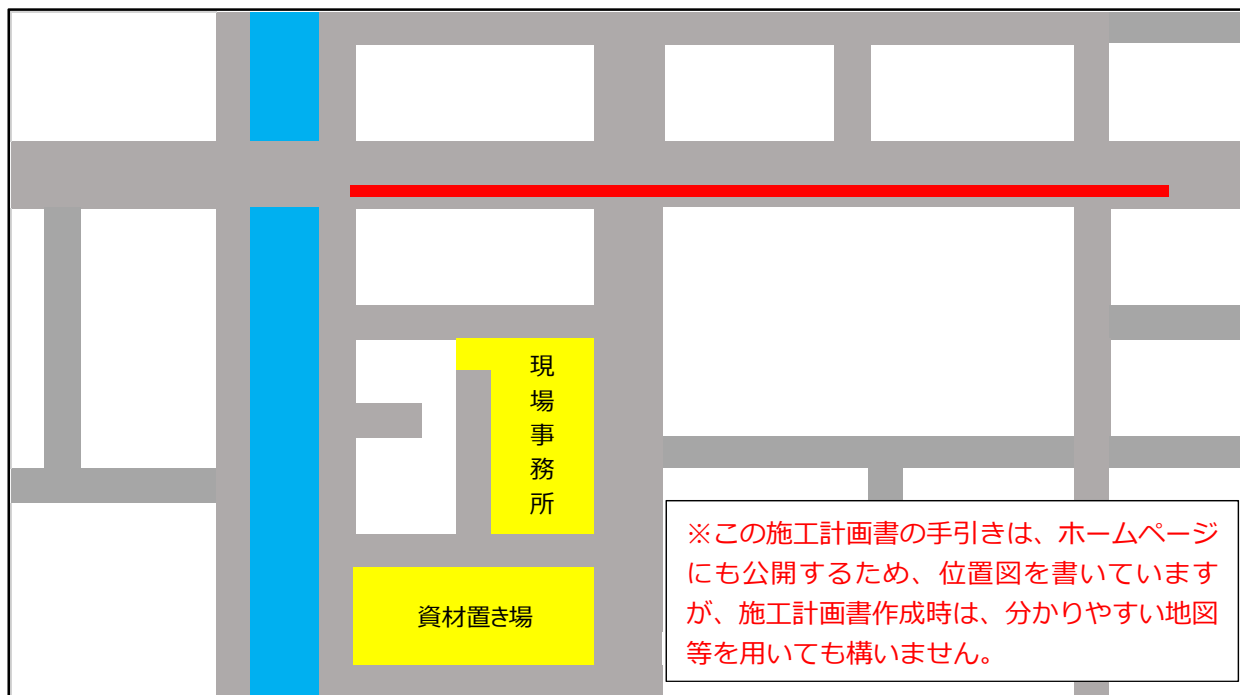 現場事務所
資材置き場
※この施工計画書の手引きは、ホームページ
にも公開するため、位置図を書いています
が、施工計画書作成時は、分かりやすい地図
等を用いても構いません。